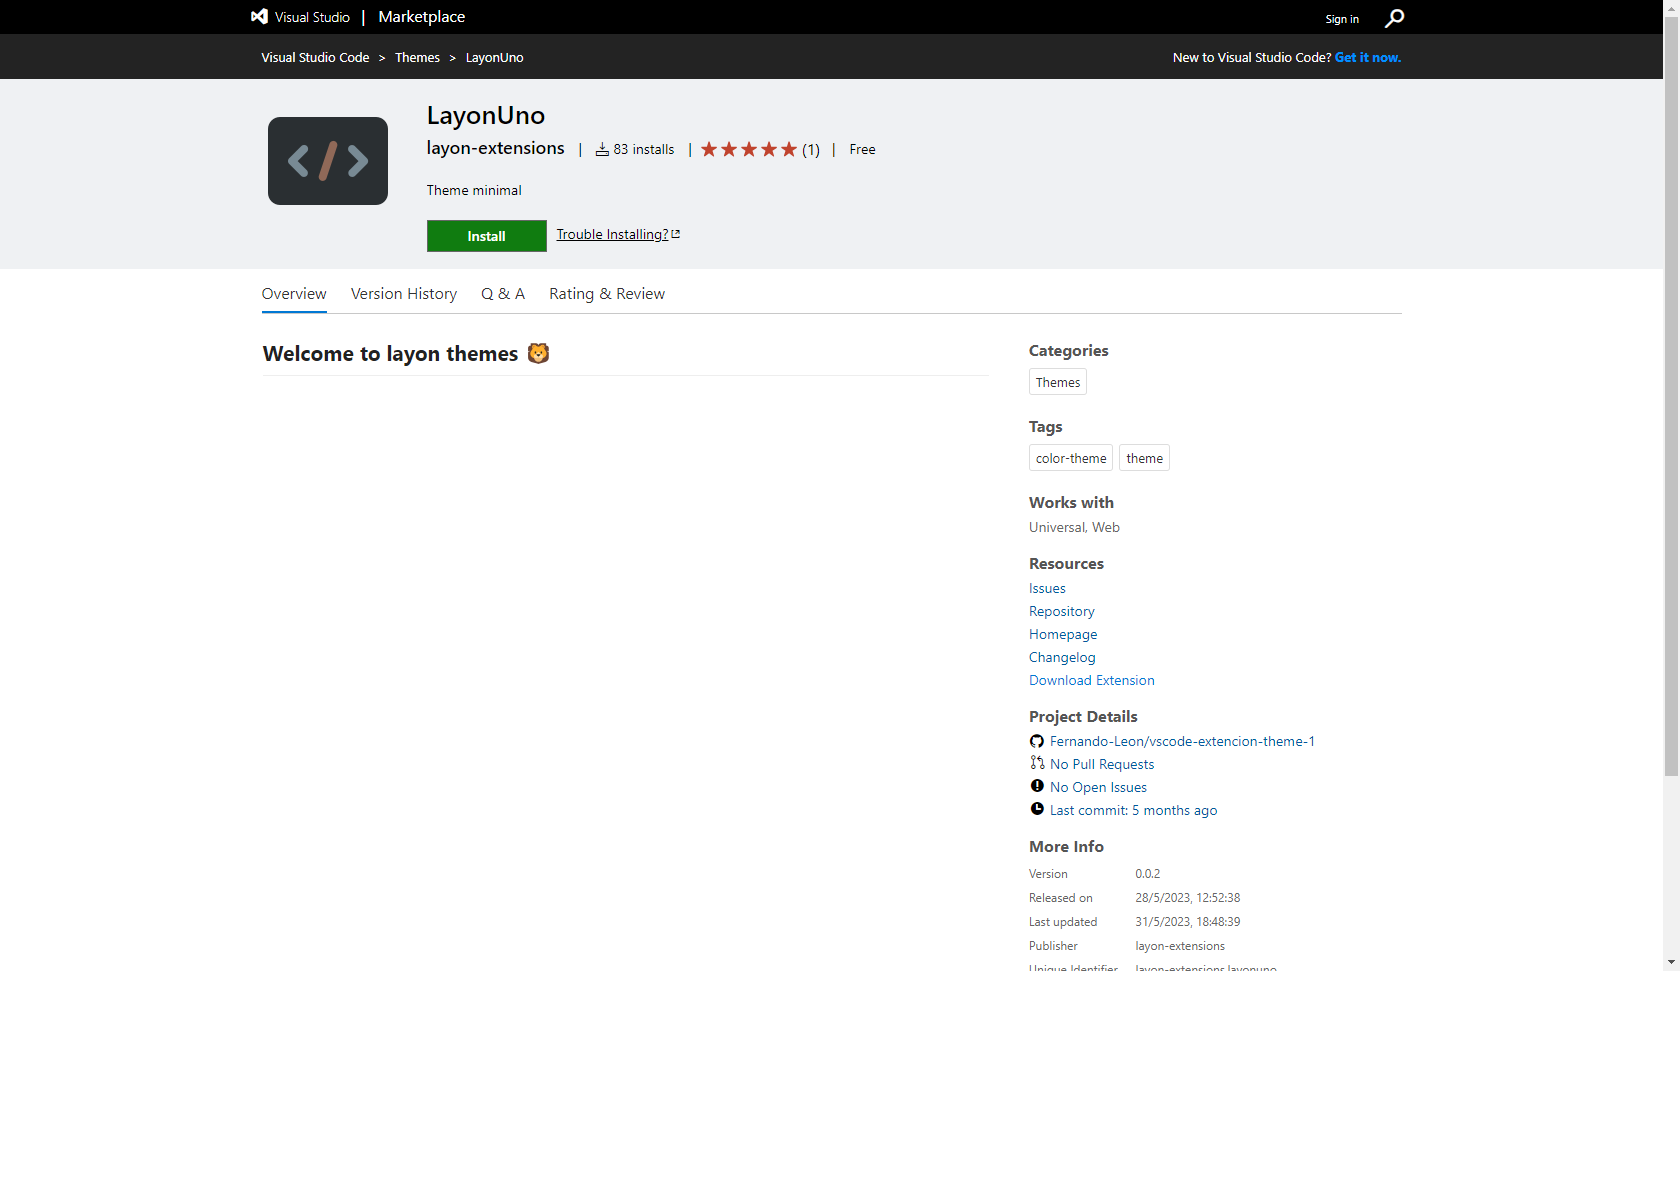 Visual Studio | Marketplace
Sign in
Visual Studio Code > Themes > LayonUno
New to Visual Studio Code? Get it now.
LayonUno
layon-extensions | 83 installs | (1) | Free
Theme minimal
Install
Trouble Installing?
Overview Version History Q & A Rating & Review
Welcome to layon themes 🦁
Categories
Themes
Tags
color-theme theme
Works with
Universal, Web
Resources
Issues
Repository
Homepage
Changelog
Download Extension
Project Details
Fernando-Leon/vscode-extencion-theme-1
No Pull Requests
No Open Issues
Last commit: 5 months ago
More Info
Version 0.0.2
Released on 28/5/2023, 12:52:38
Last updated 31/5/2023, 18:48:39
Publisher layon-extensions
Unique Identifier layon-extensions.layonuno